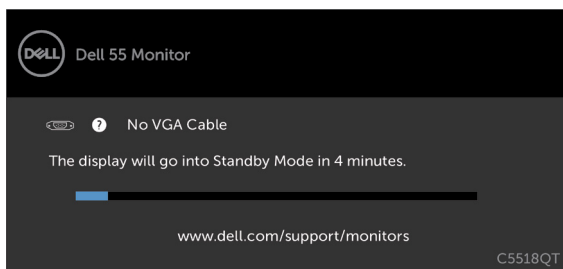 DELL Dell 55 Monitor
? No VGA Cable
The display will go into Standby Mode in 4 minutes.
www.dell.com/support/monitors
C5518QT